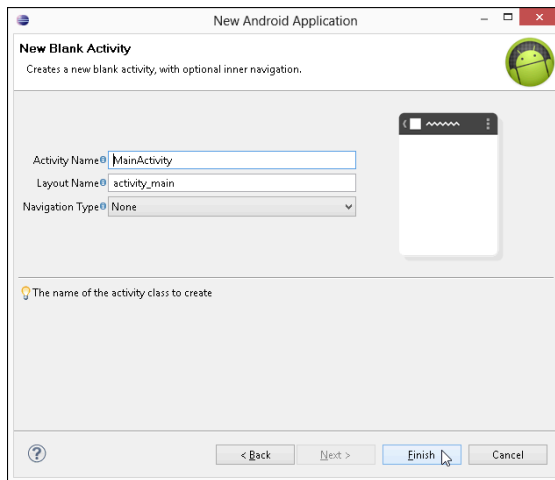 New Android Application
New Blank Activity
Creates a new blank activity, with optional inner navigation.
Activity Name MainActivity
Layout Name activity_main
Navigation Type None
The name of the activity class to create
< Back Next > Finish Cancel